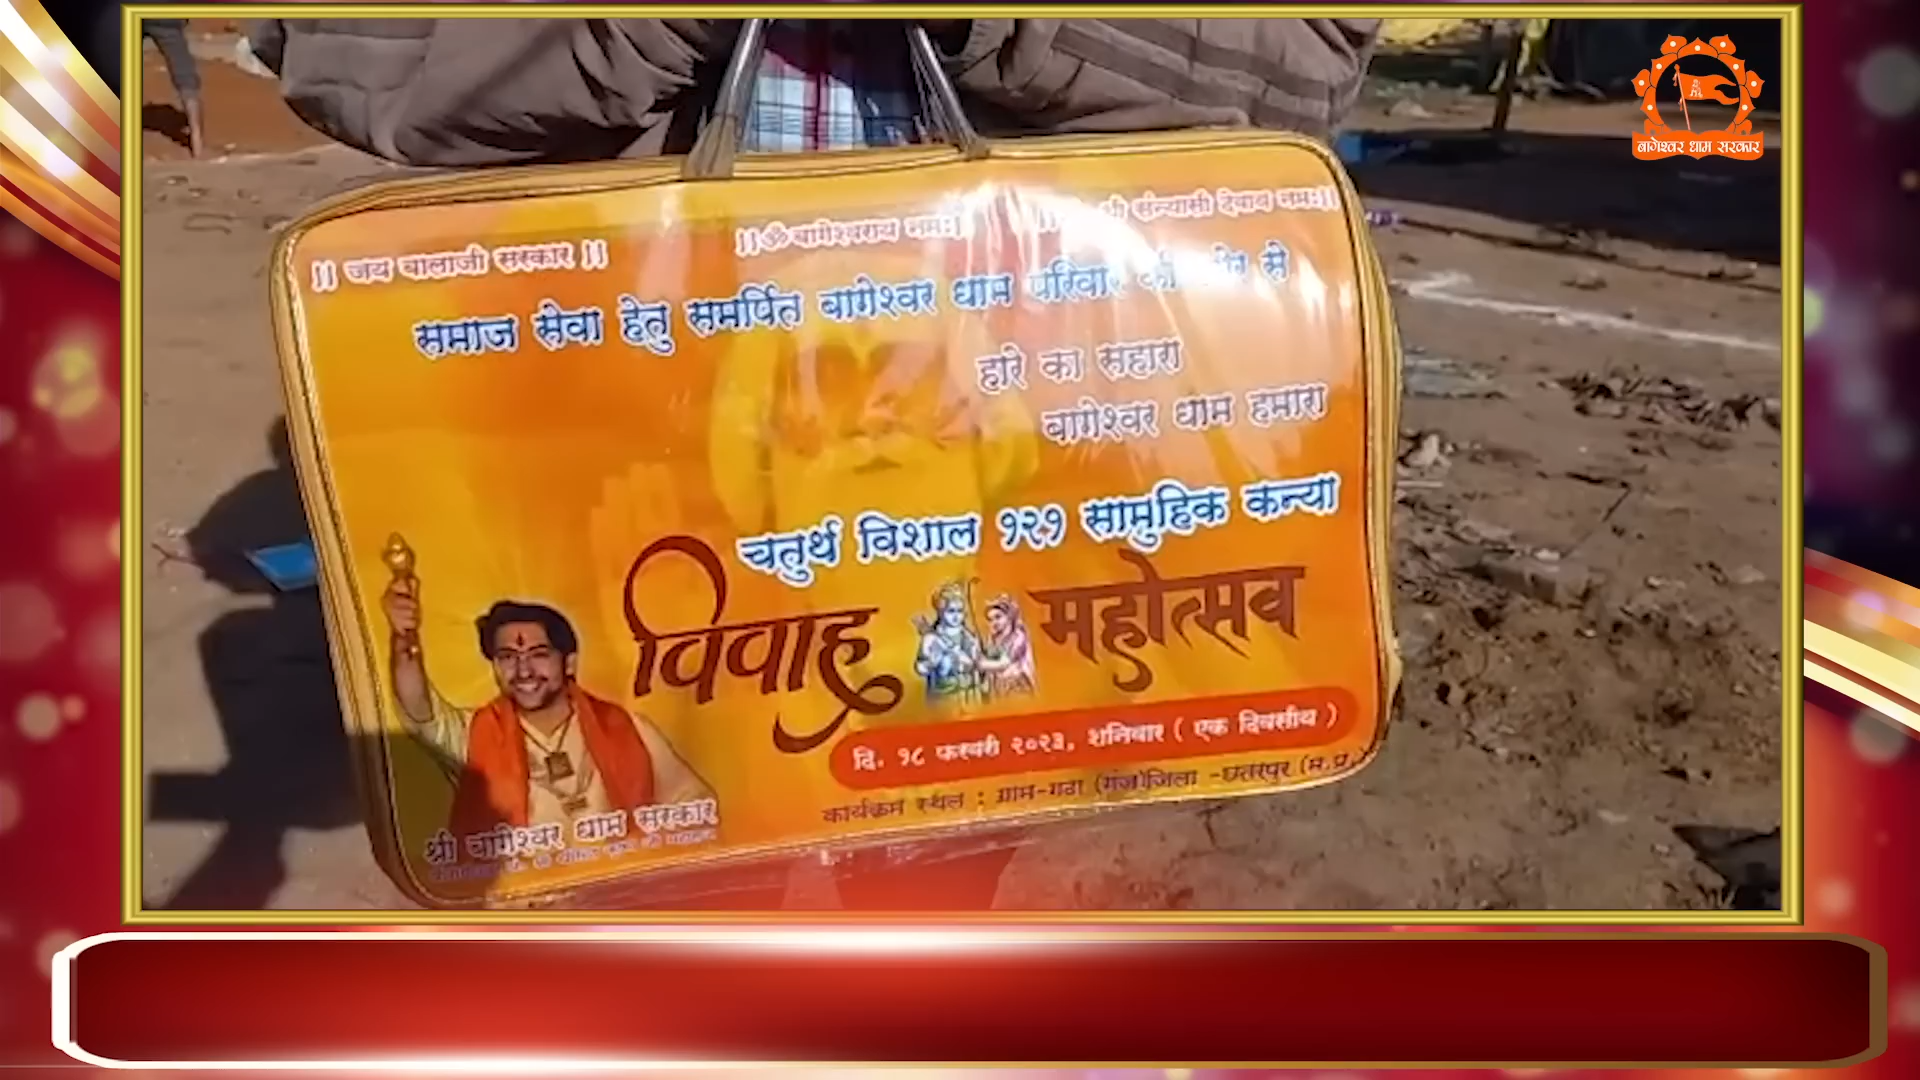 बागेश्वर धाम सरकार
|| जय बालाजी सरकार || ||ॐ बागेश्वराय नमः|| श्री संन्यासी देवाय नमः||
समाज सेवा हेतु समर्पित बागेश्वर धाम परिवार की ओर से
हारे का सहारा
बागेश्वर धाम हमारा
चतुर्थ विशाल १२१ सामुहिक कन्या
विवाह महोत्सव
दि. १८ फरवरी २०२३, शनिवार ( एक दिवसीय )
कार्यक्रम स्थल : ग्राम-गढा (गंज)जिला -छतरपुर (म.प्र.)
श्री बागेश्वर धाम सरकार